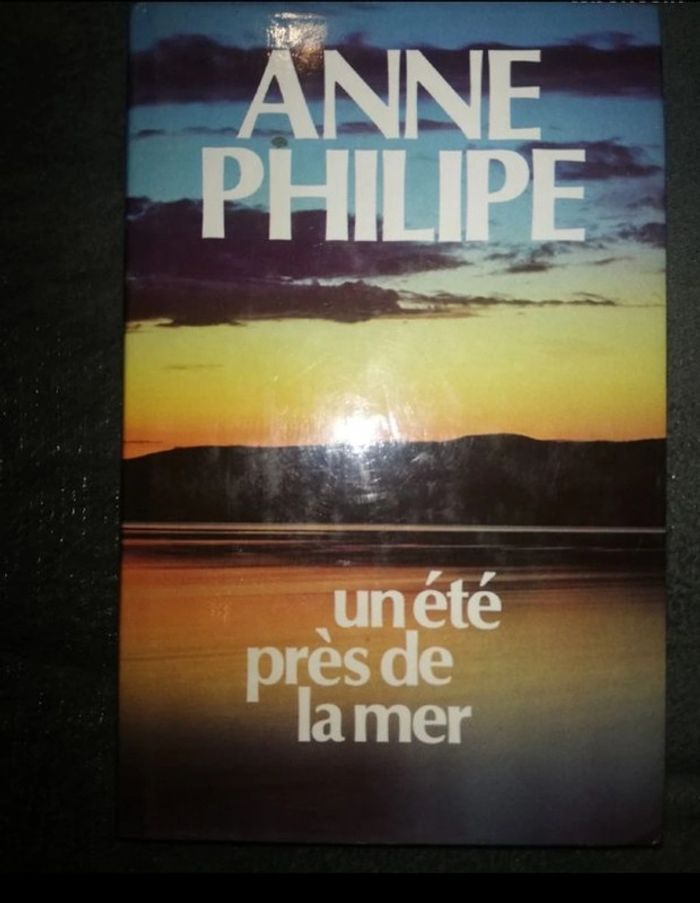 ANNE
PHILIPE
un été
près de
la mer